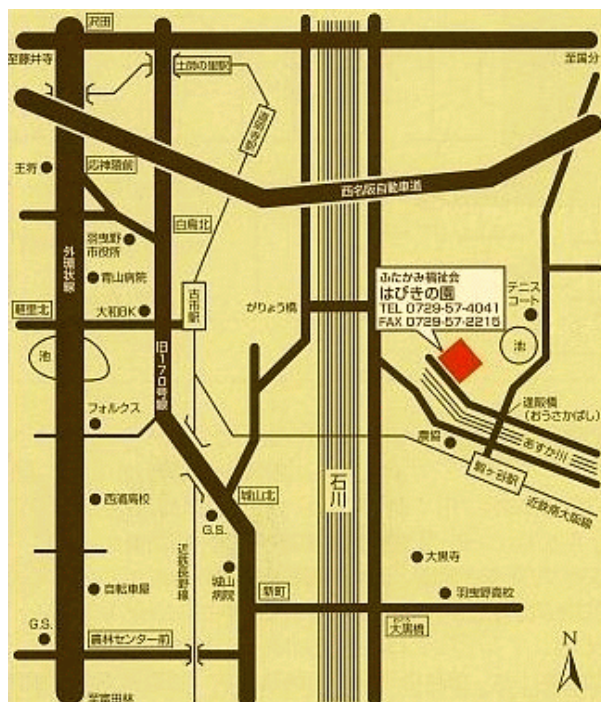 沢田
至藤井寺
土師の里駅
至国分
道明寺駅
王将
応神陵前
西名阪自動車道
白鳥北
羽曳野
市役所
外環状線
青山病院
古市駅
ふたかみ福祉会
はびきの園
TEL 0729-57-4041
FAX 0729-57-2215
テニス
コート
軽里北
大和BK
がりょう橋
池
池
旧170号線
逢阪橋
(おうさかばし)
フォルクス
農協
あすか川
駒ヶ谷駅
石川
近鉄南大阪線
西浦高校
城山北
G.S.
近鉄長野線
大黒寺
自転車屋
城山
病院
新町
羽曳野高校
G.S.
農林センター前
大黒橋
N
至富田林